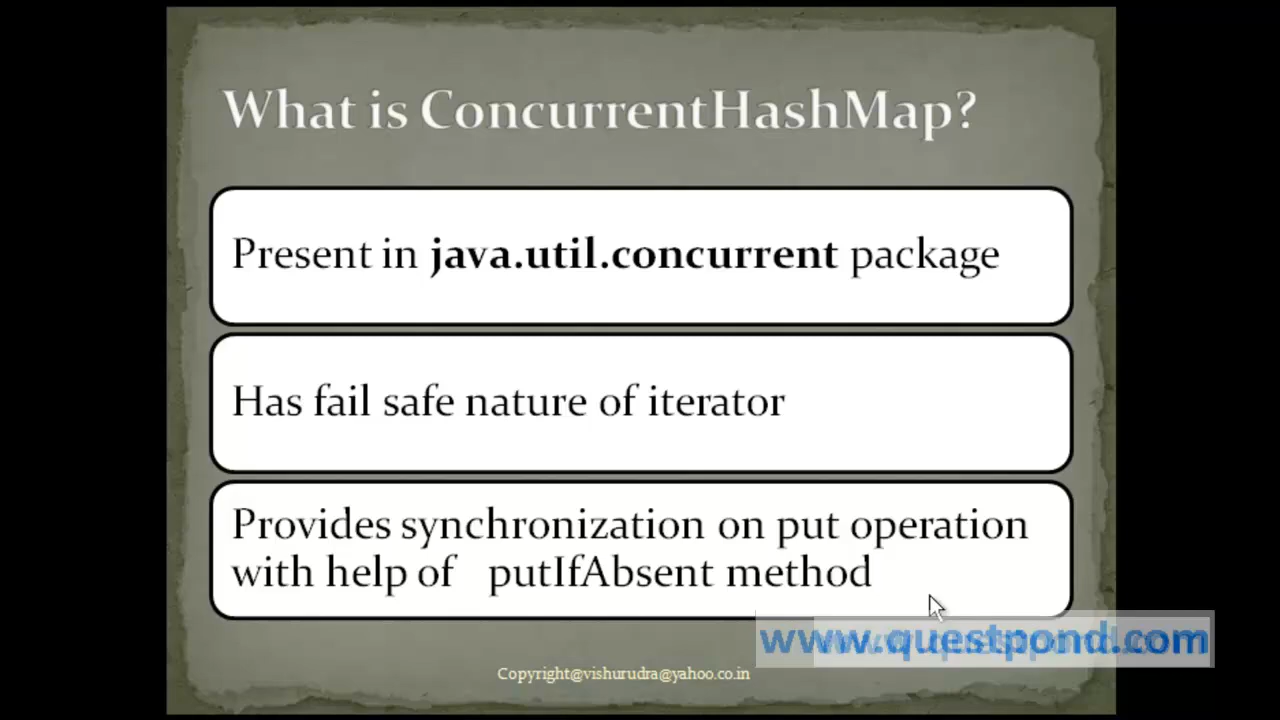 What is ConcurrentHashMap?
Present in java.util.concurrent package
Has fail safe nature of iterator
Provides synchronization on put operation
with help of putIfAbsent method
www.questpond.com
Copyright@vishurudra@yahoo.co.in